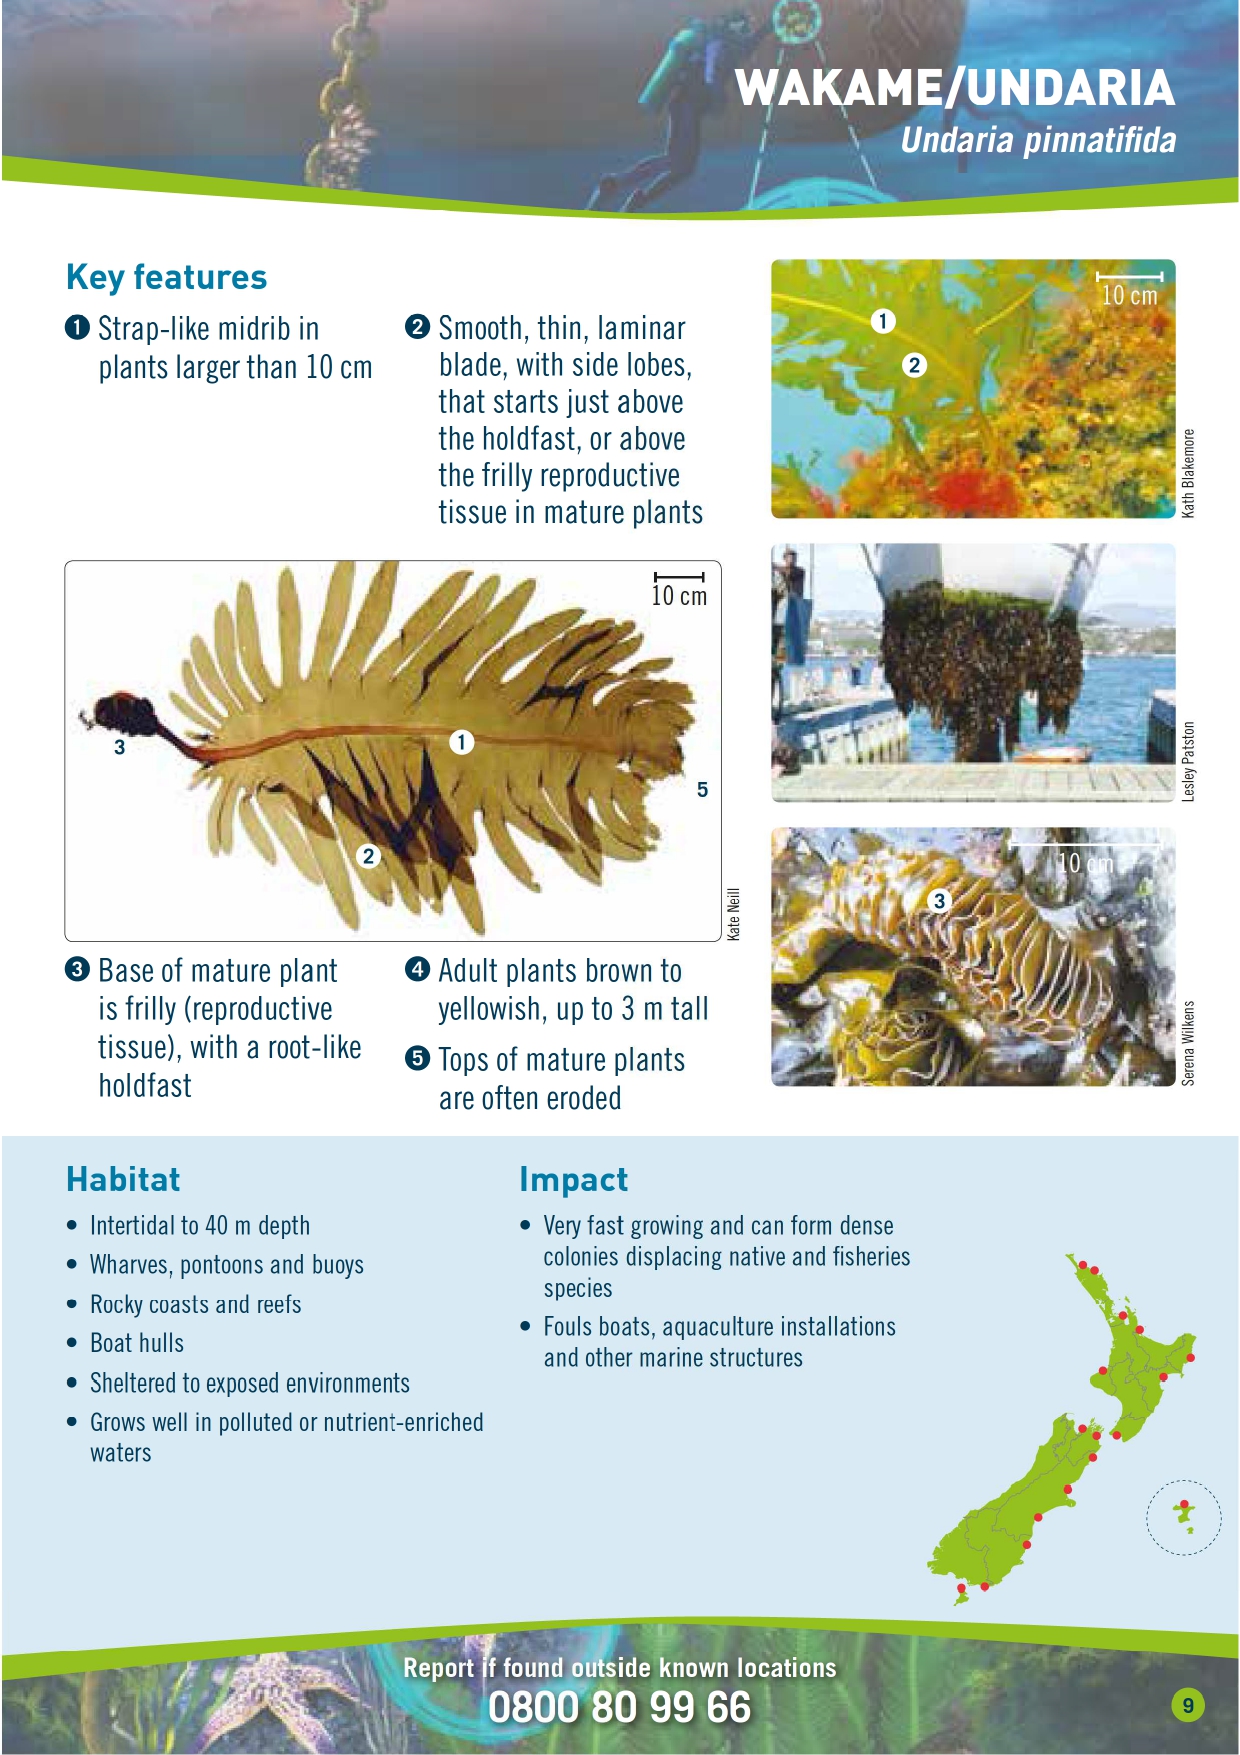 WAKAME/UNDARIA
Undaria pinnatifida
Key features
1 Strap-like midrib in
plants larger than 10 cm
2 Smooth, thin, laminar
blade, with side lobes,
that starts just above
the holdfast, or above
the frilly reproductive
tissue in mature plants
10 cm
1
2
Kath Blakemore
10 cm
1
2
3
5
Kate Neill
Lesley Patston
10 cm
3
Serena Wilkens
3 Base of mature plant
is frilly (reproductive
tissue), with a root-like
holdfast
4 Adult plants brown to
yellowish, up to 3 m tall
5 Tops of mature plants
are often eroded
Habitat
• Intertidal to 40 m depth
• Wharves, pontoons and buoys
• Rocky coasts and reefs
• Boat hulls
• Sheltered to exposed environments
• Grows well in polluted or nutrient-enriched
waters
Impact
• Very fast growing and can form dense
colonies displacing native and fisheries
species
• Fouls boats, aquaculture installations
and other marine structures
Report if found outside known locations
0800 80 99 66
9